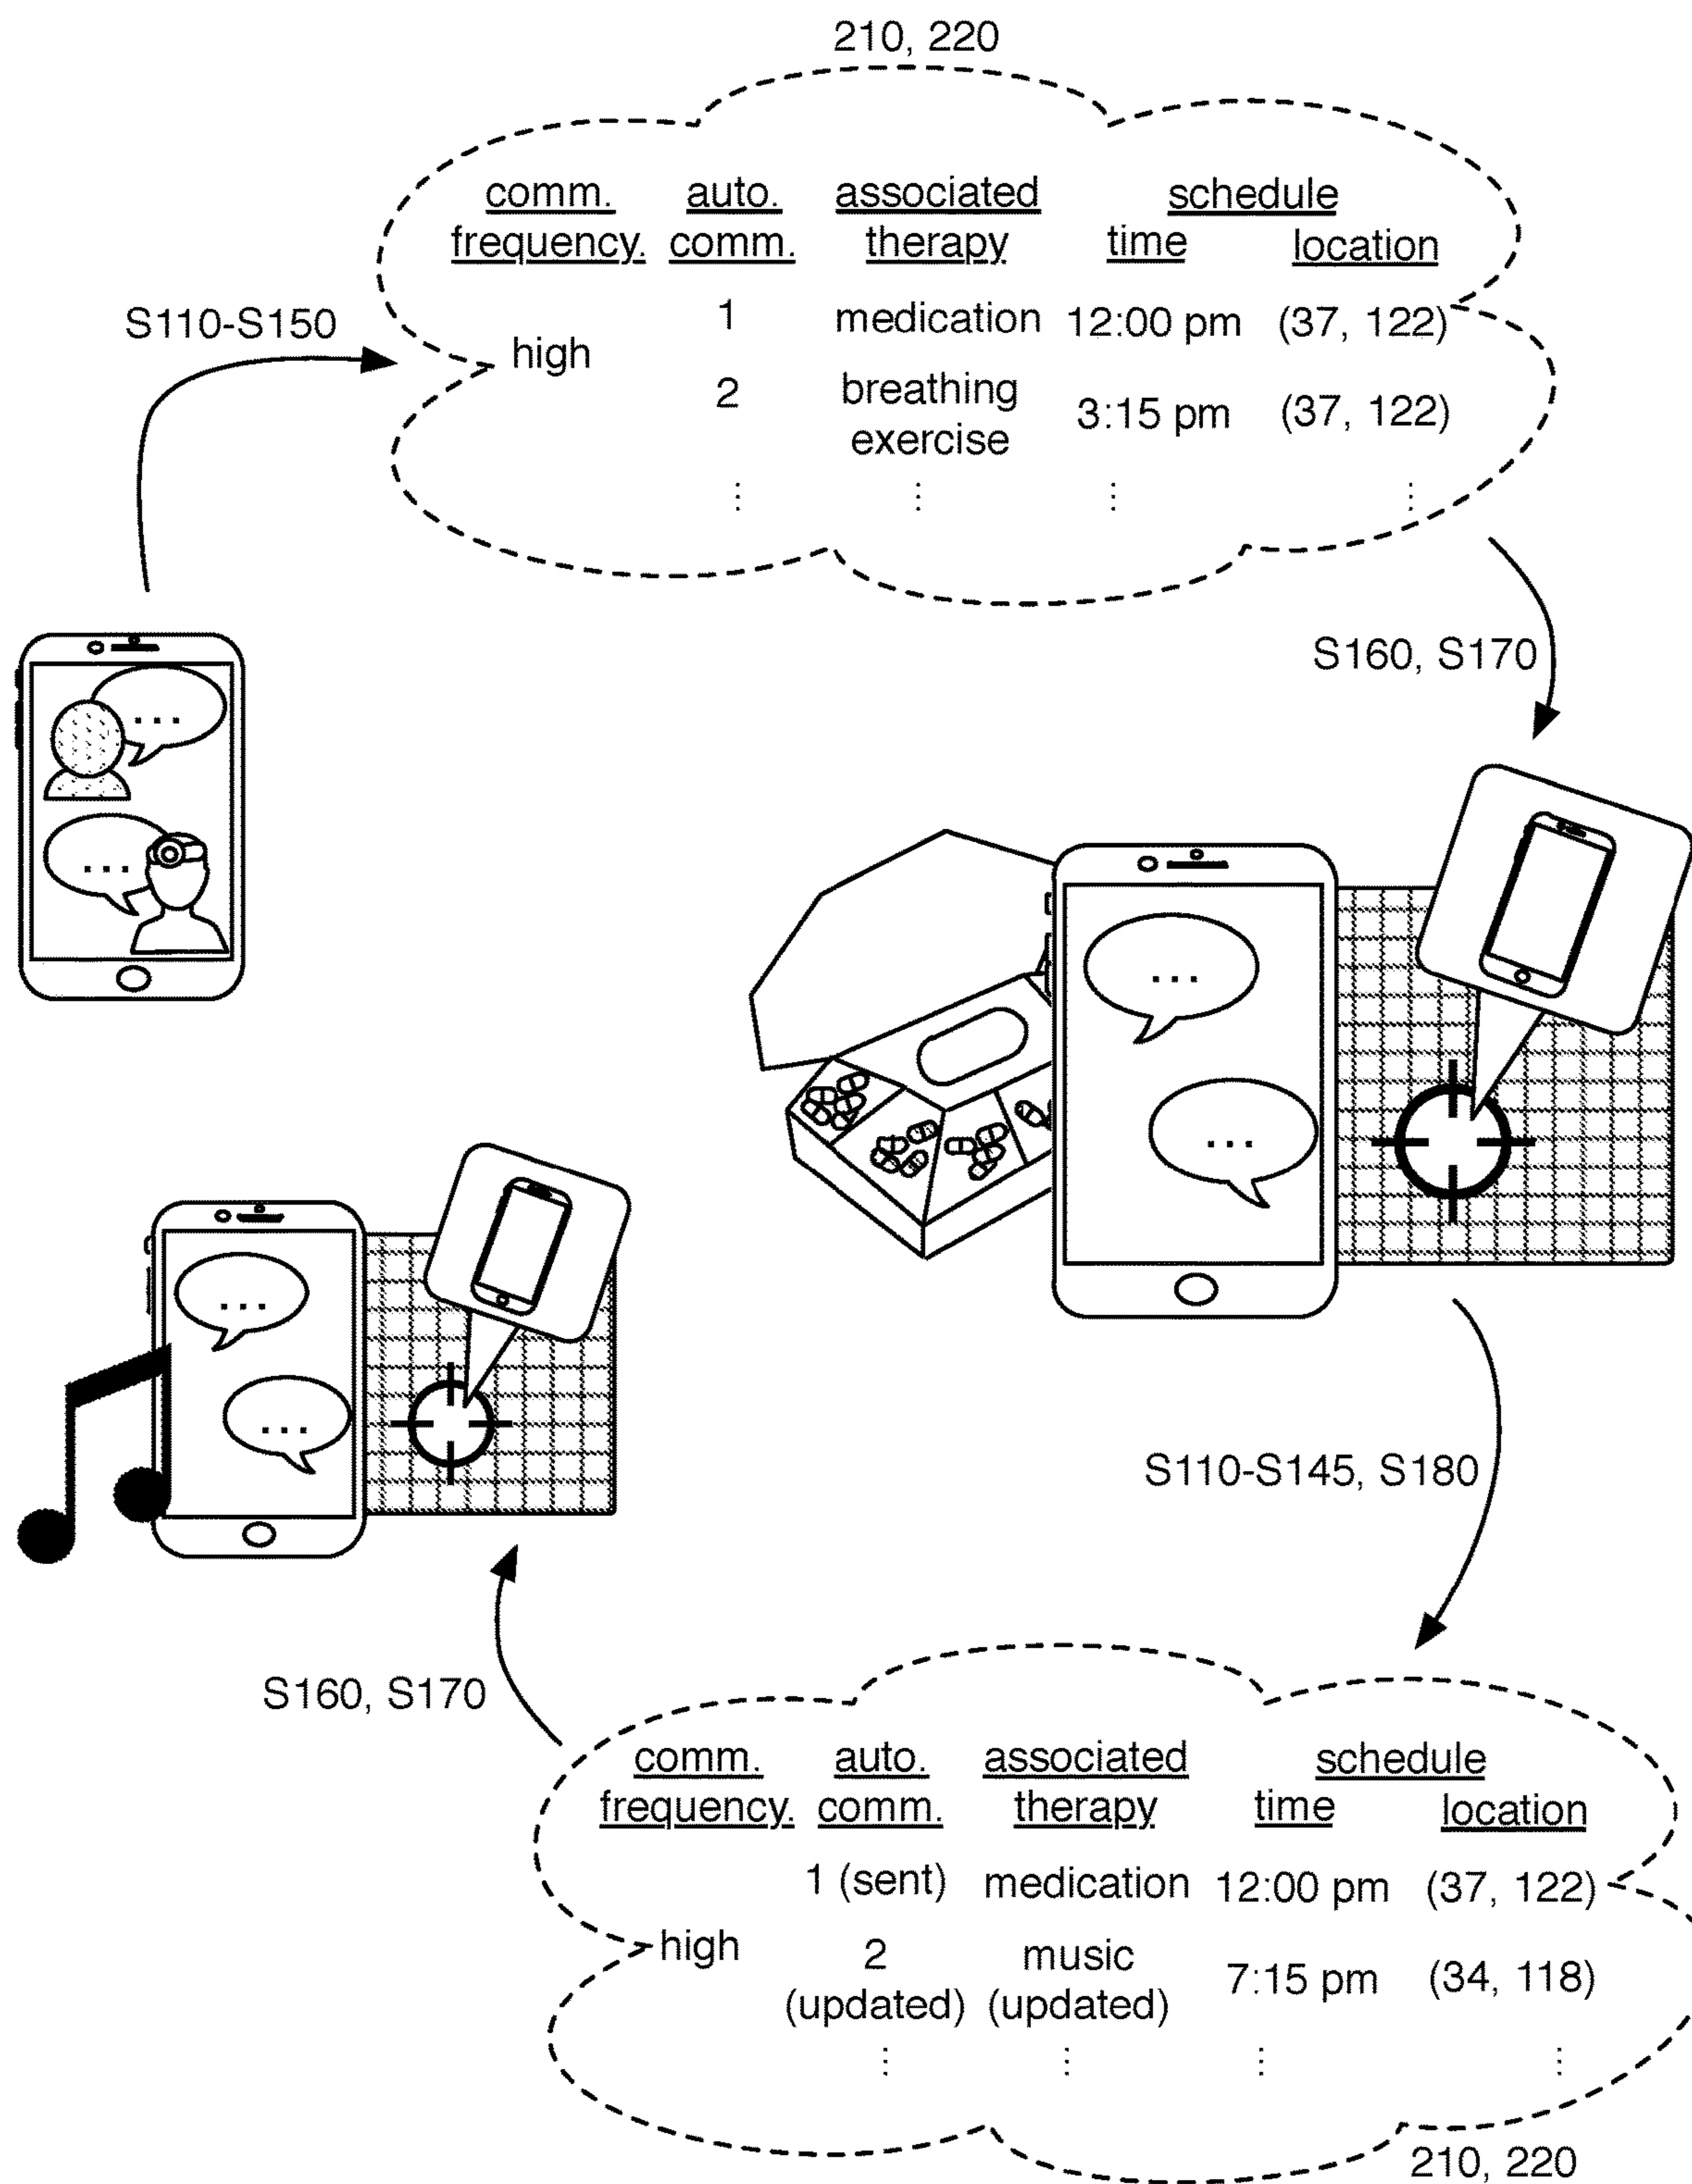 210, 220
comm. auto. associated schedule
frequency. comm. therapy time location
S110-S150
1 medication 12:00 pm (37, 122)
high
2 breathing exercise 3:15 pm (37, 122)
S160, S170
...
...
...
...
...
...
S110-S145, S180
S160, S170
comm. auto. associated schedule
frequency. comm. therapy time location
1 (sent) medication 12:00 pm (37, 122)
high 2 music 7:15 pm (34, 118)
(updated) (updated)
210, 220